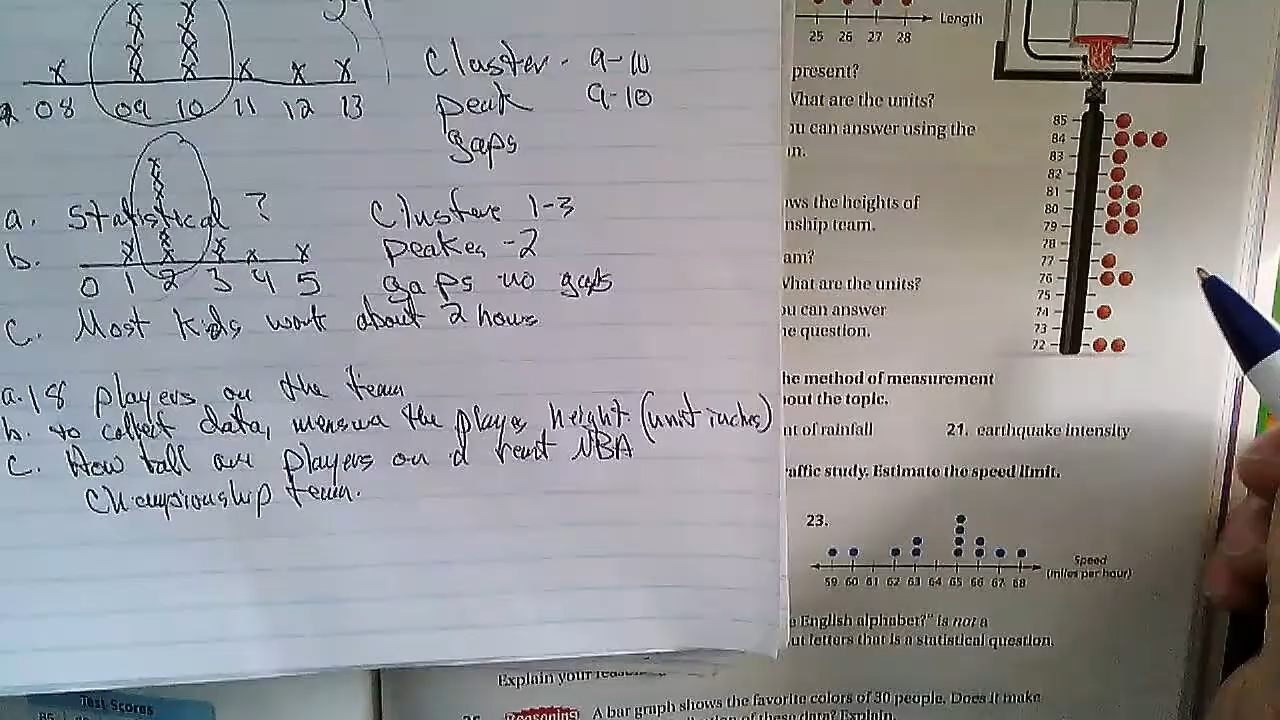 08 09 10 11 12 13
Cluster - 9-10
peak 9-10
gaps
a. Statistical ?
Clusters 1-3
b.
peakes -2
0 1 2 3 4 5
gaps no gaps
c. Most kids work about 2 hours
a. 18 players on the team
b. to collect data, the height. (unit inches)
c. How tall are players on a NBA
Championship team.
25 26 27 28
Length
present?
What are the units?
ou can answer using the
n.
ws the heights of
nship team.
am?
What are the units?
ou can answer
e question.
85
84
83
82
81
80
79
78
77
76
75
74
73
72
he method of measurement
out the topic.
nt of rainfall
21. earthquake intensity
raffic study. Estimate the speed limit.
23.
59 60 61 62 63 64 65 66 67 68
Speed
(miles per hour)
e English alphabet?" is not a
ut letters that is a statistical question.
Explain your
Reasoning A bar graph shows the favorite colors of 30 people. Does it make
of these data? Explain.
Test Scores